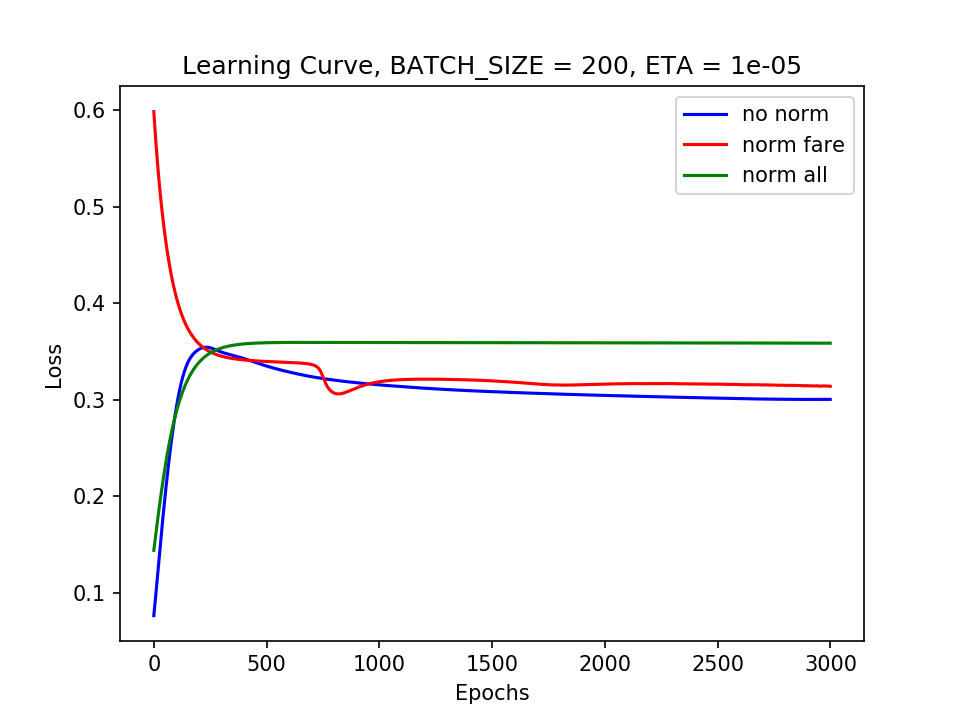 Learning Curve, BATCH_SIZE = 200, ETA = 1e-05
no norm
norm fare
norm all
Loss
0.6
0.5
0.4
0.3
0.2
0.1
0 500 1000 1500 2000 2500 3000
Epochs